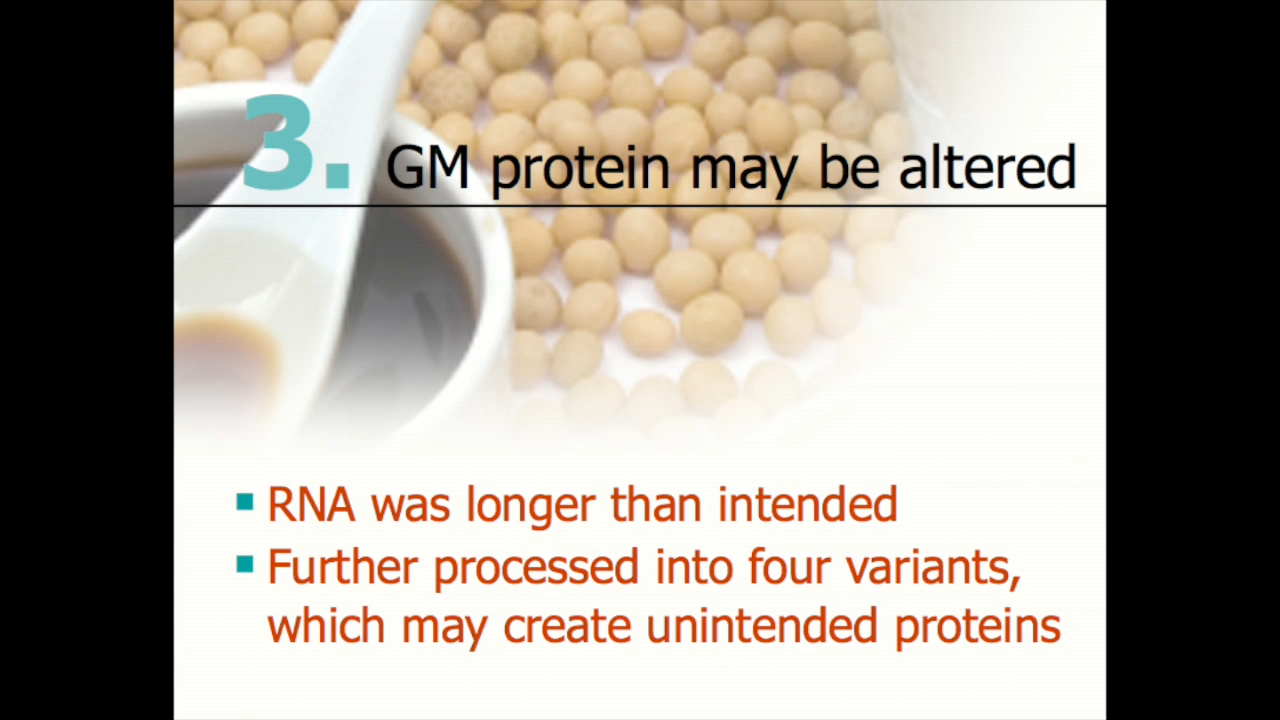 3. GM protein may be altered
RNA was longer than intended
Further processed into four variants,
which may create unintended proteins